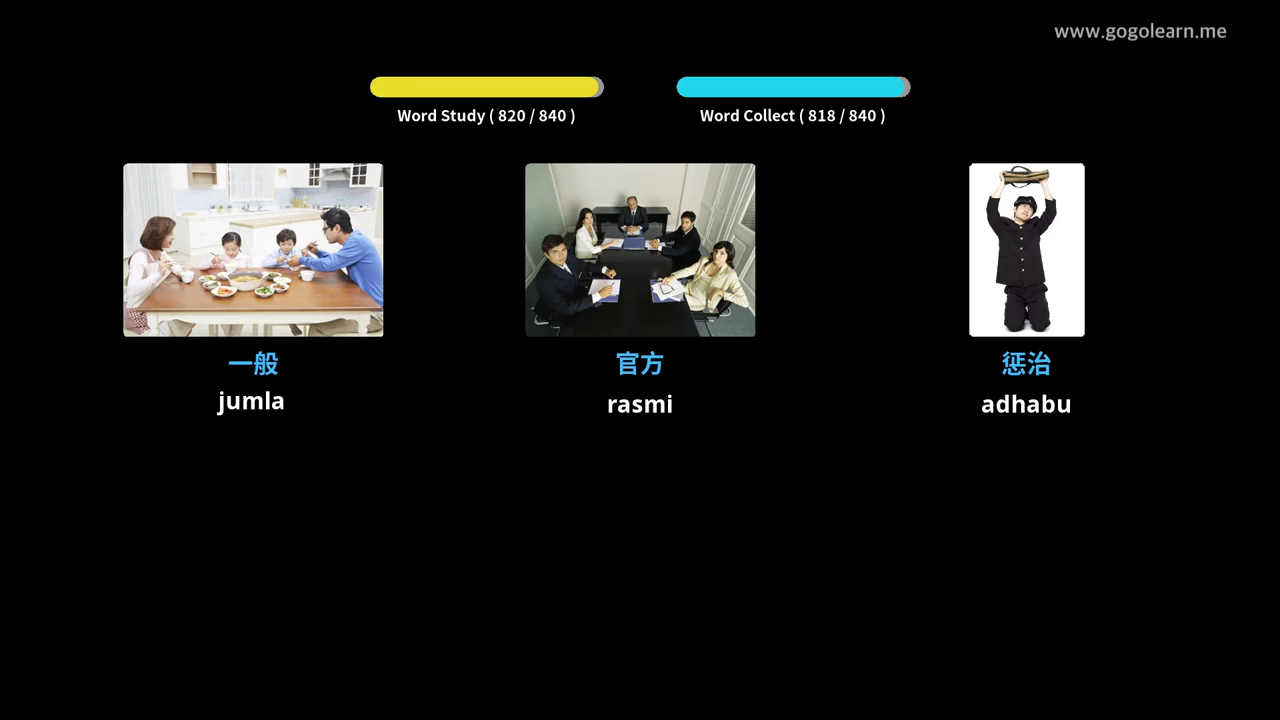 www.gogolearn.me
Word Study ( 820 / 840 )
Word Collect ( 818 / 840 )
一般
官方
惩治
jumla
rasmi
adhabu